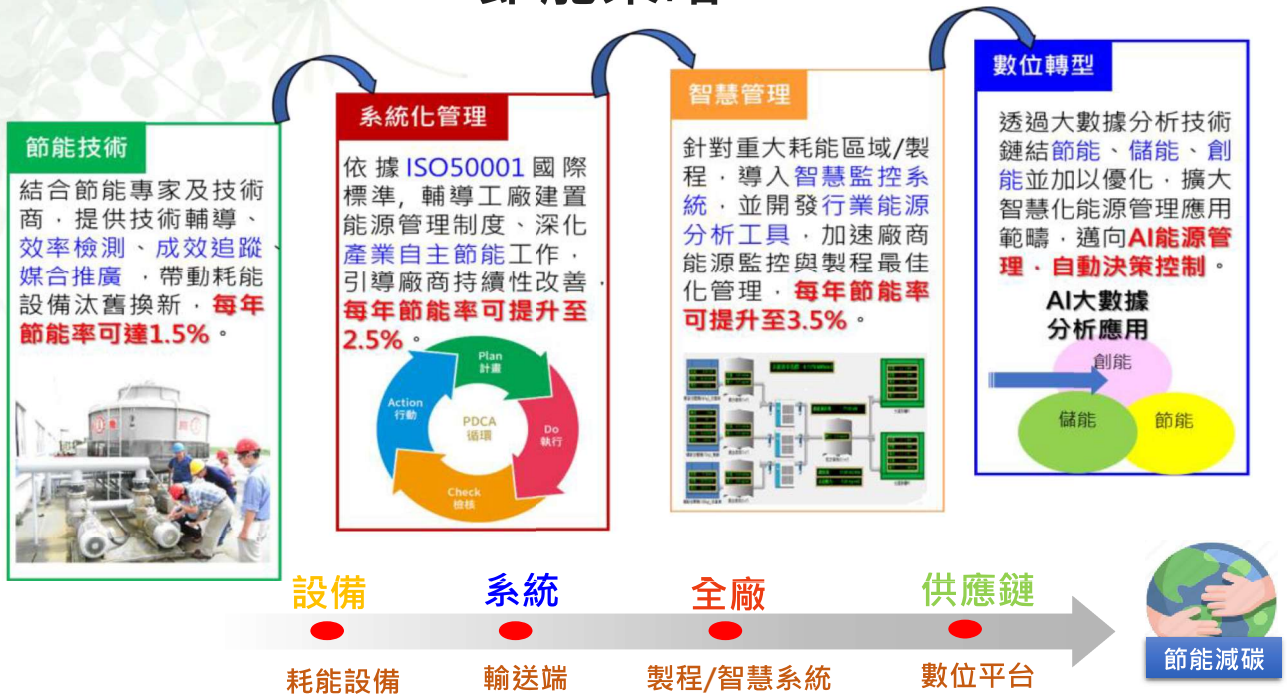 節能技術
結合節能專家及技術
商，提供技術輔導、
效率檢測、成效追蹤、
媒合推廣，帶動耗能
設備汰舊換新，每年
節能率可達1.5%。
系統化管理
依據ISO50001國際
標準, 輔導工廠建置
能源管理制度、深化
產業自主節能工作，
引導廠商持續性改善，
每年節能率可提升至
2.5%。
Plan
計畫
Action
行動
PDCA
循環
Do
執行
Check
檢核
智慧管理
針對重大耗能區域/製
程，導入智慧監控系
統，並開發行業能源
分析工具，加速廠商
能源監控與製程最佳
化管理，每年節能率
可提升至3.5%。
數位轉型
透過大數據分析技術
鏈結節能、儲能、創
能並加以優化，擴大
智慧化能源管理應用
範疇，邁向AI能源管
理，自動決策控制。
AI大數據
分析應用
創能
儲能
節能
設備
系統
全廠
供應鏈
耗能設備
輸送端
製程/智慧系統
數位平台
節能減碳